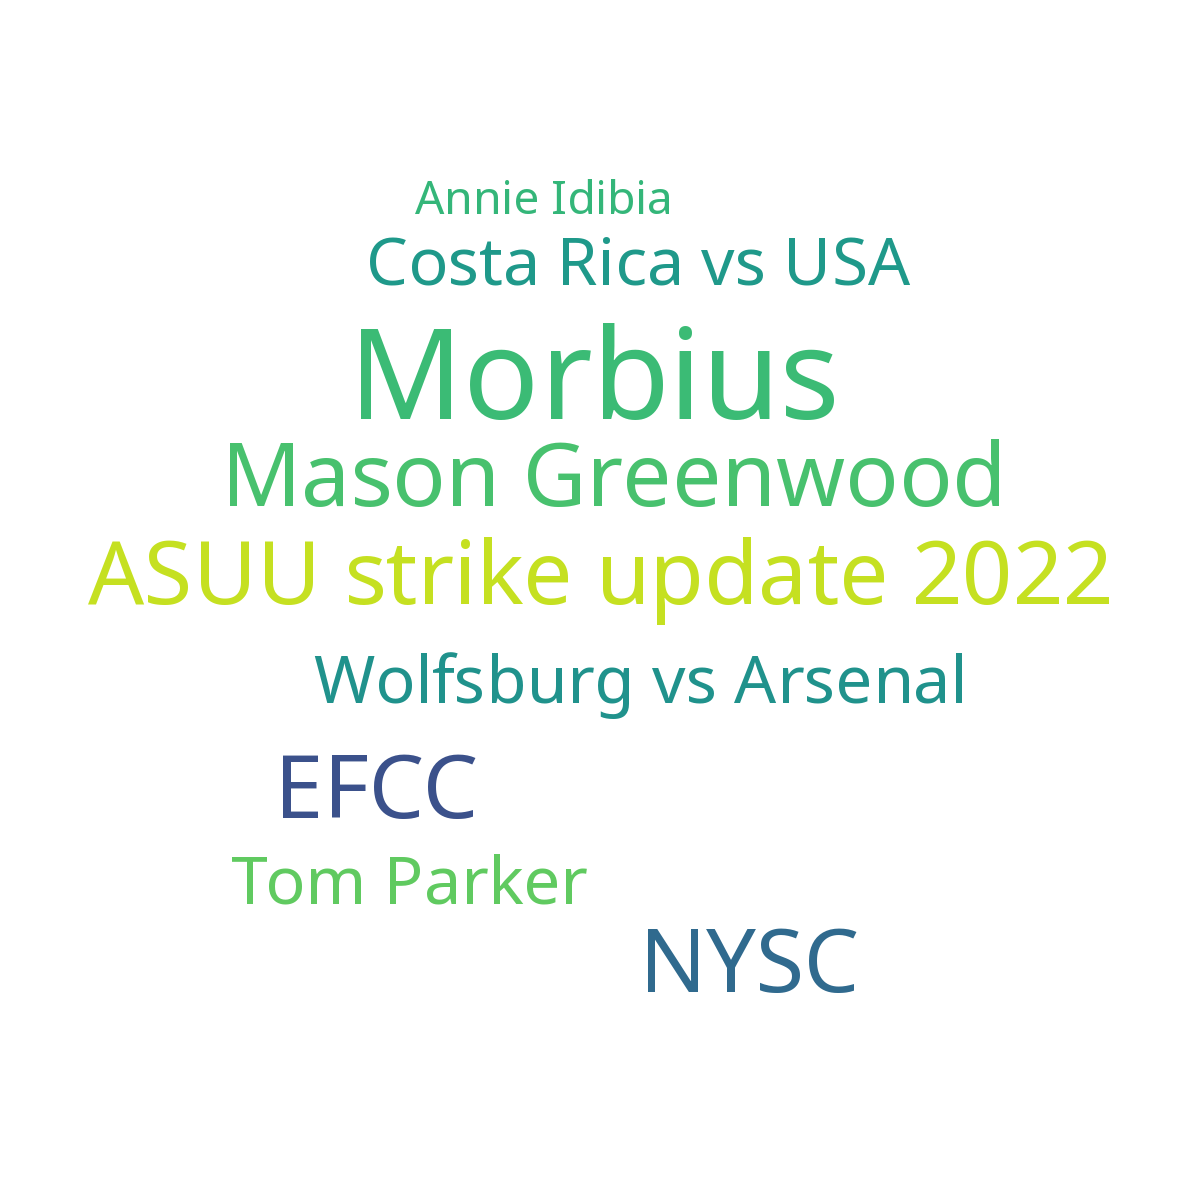 Annie Idibia
Costa Rica vs USA
Morbius
Mason Greenwood
ASUU strike update 2022
Wolfsburg vs Arsenal
EFCC
Tom Parker
NYSC